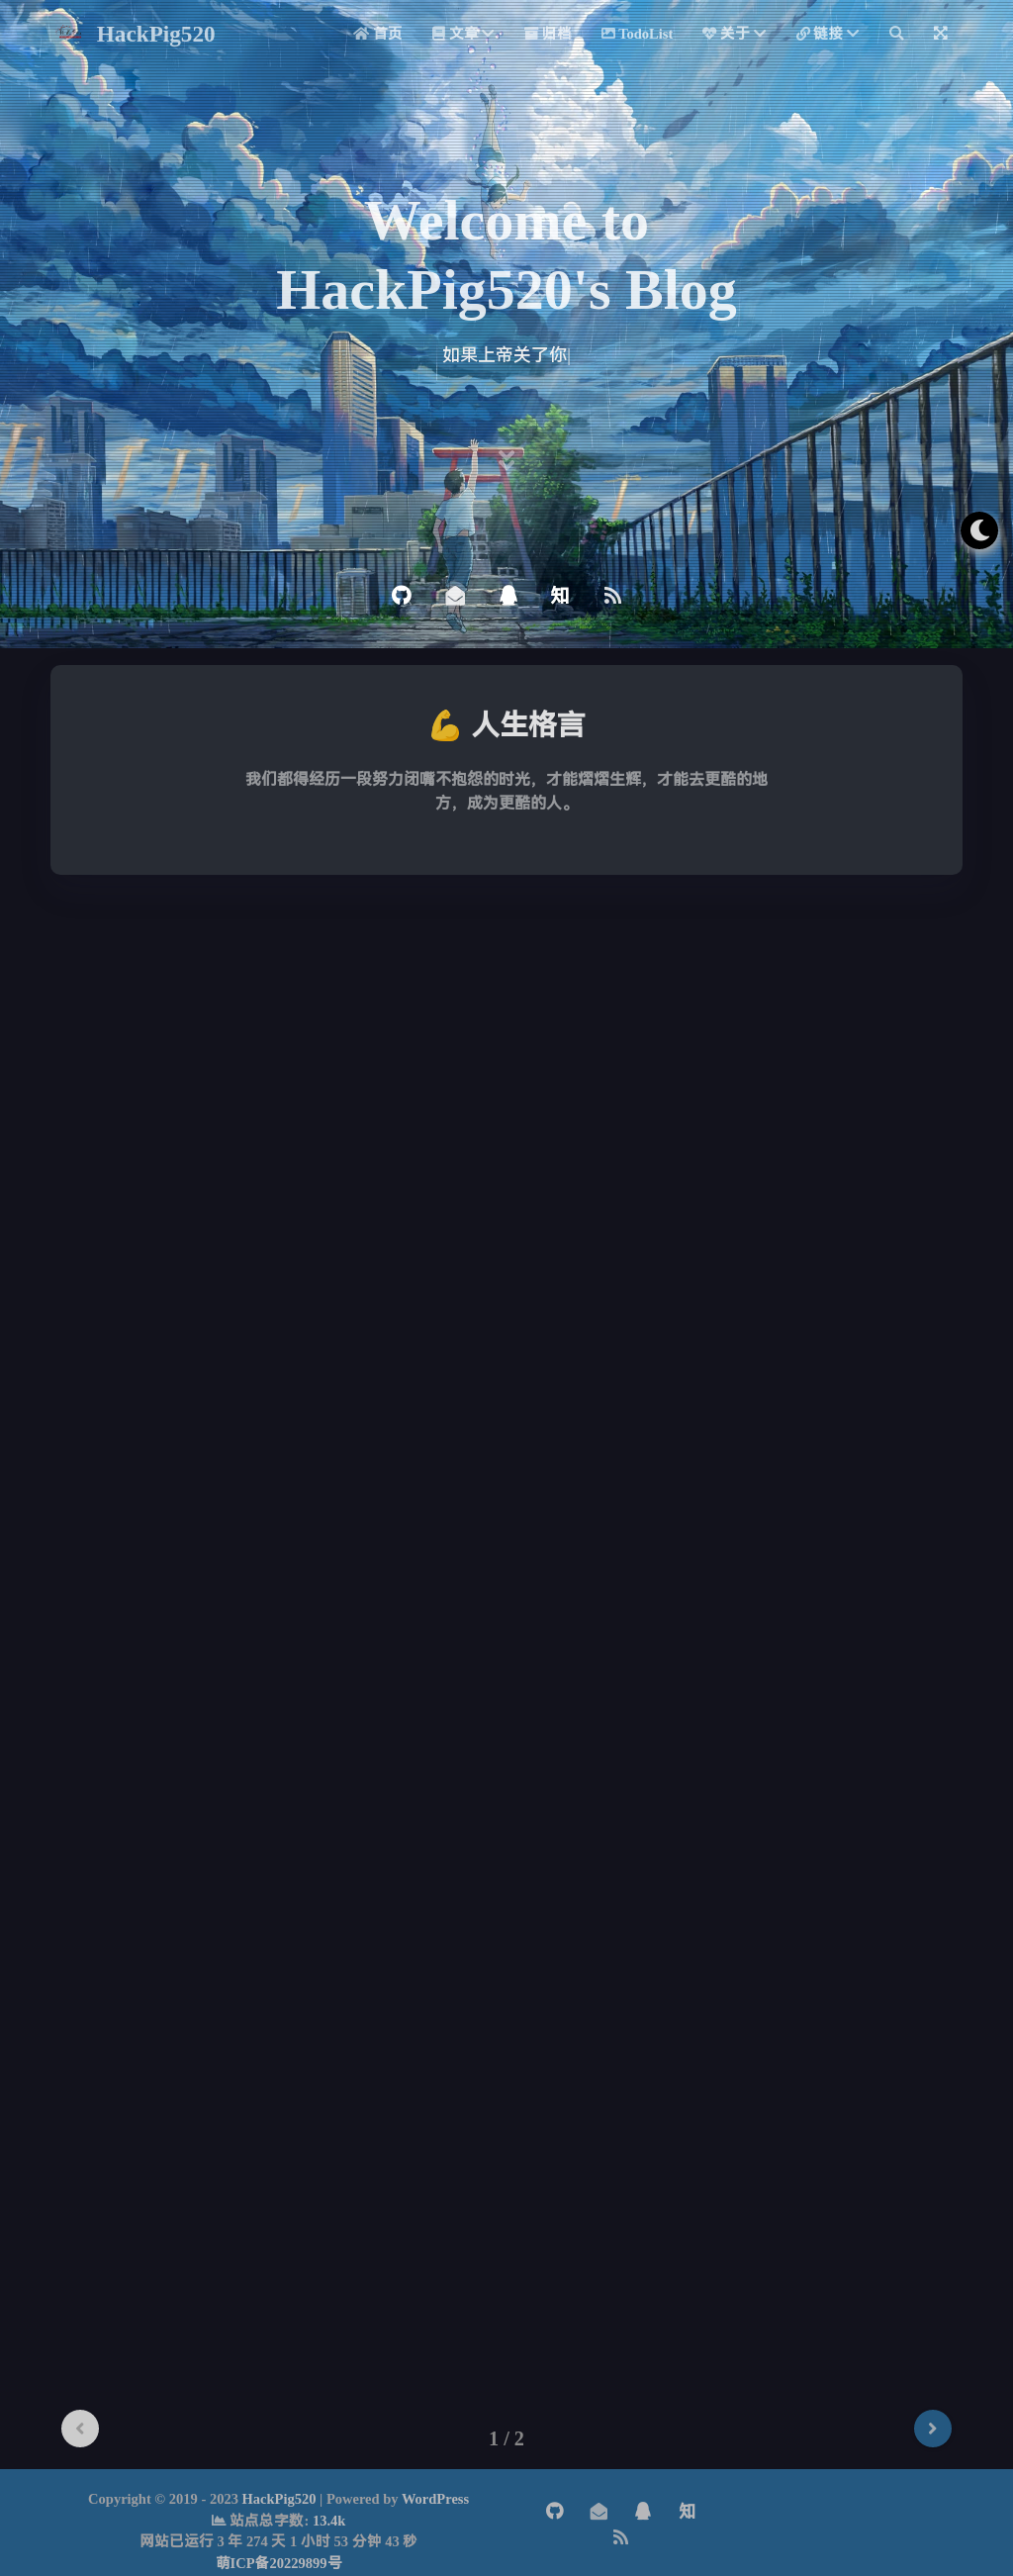 HackPig520
首页 文章 归档 TodoList 关于 链接
Welcome to
HackPig520's Blog
如果上帝关了你|
知
💪 人生格言
我们都得经历一段努力闭嘴不抱怨的时光，才能熠熠生辉，才能去更酷的地
方，成为更酷的人。
1 / 2
Copyright © 2019 - 2023 HackPig520 | Powered by WordPress
站点总字数: 13.4k
网站已运行 3 年 274 天 1 小时 53 分钟 43 秒
萌ICP备20229899号
知